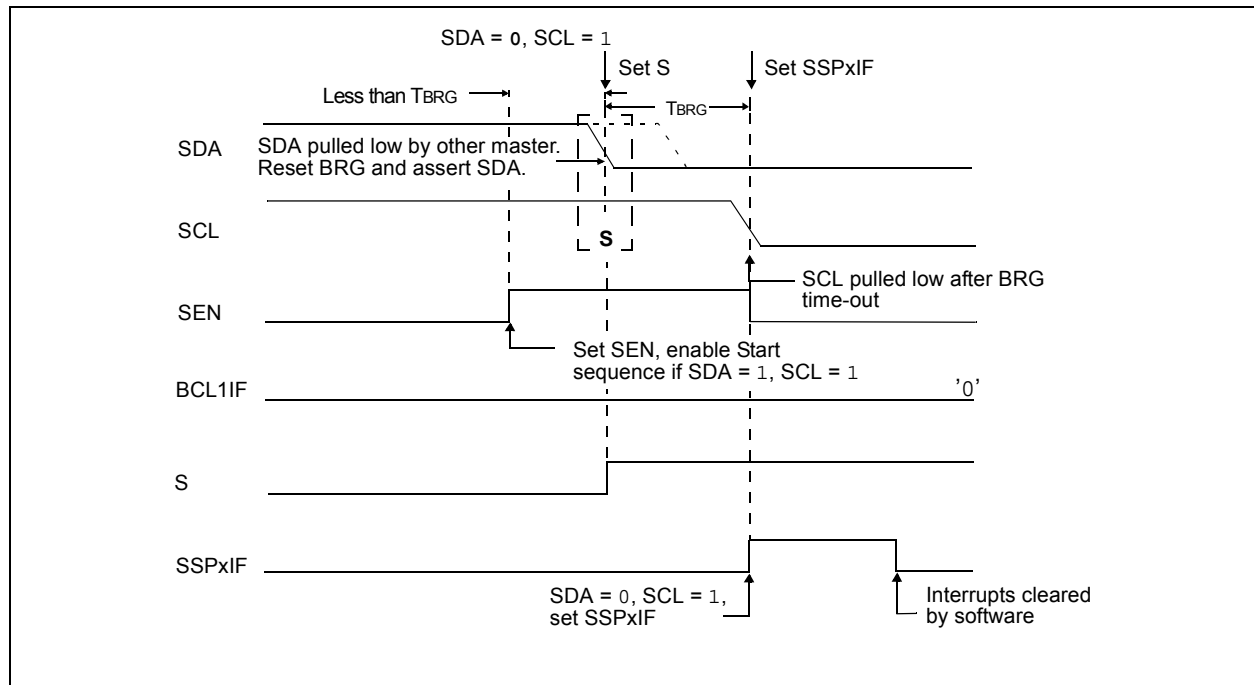 SDA = 0, SCL = 1
Set S
Set SSPxIF
Less than TBRG
TBRG
SDA
SDA pulled low by other master.
Reset BRG and assert SDA.
SCL
S
SCL pulled low after BRG
time-out
SEN
Set SEN, enable Start
sequence if SDA = 1, SCL = 1
BCL1IF
'0'
S
SSPxIF
SDA = 0, SCL = 1,
set SSPxIF
Interrupts cleared
by software